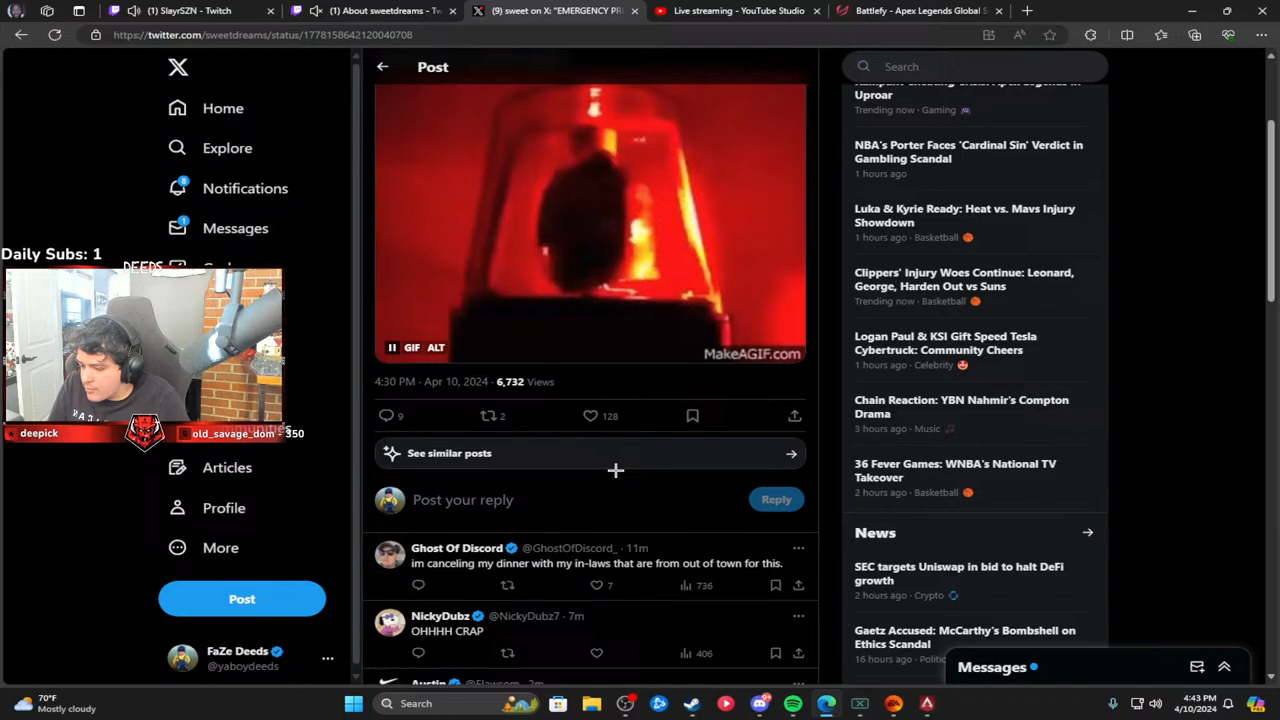 SlayrSZN - Twitch
(1) About sweetdreams - Tw
(9) sweet on X: "EMERGENCY PR
Live streaming - YouTube Studio
Battlefy - Apex Legends Global S
https://twitter.com/sweetdreams/status/1778158642120040708
Home
Explore
8
Notifications
1
Messages
Daily Subs: 1
DEEDS
deepick
old_savage_dom - 350
Articles
Profile
More
Post
FaZe Deeds
@yaboydeeds
Post
GIF ALT
MakeAGIF.com
4:30 PM · Apr 10, 2024 · 6,732 Views
9
2
128
See similar posts
Post your reply
Reply
Ghost Of Discord @GhostOfDiscord_ · 11m
im canceling my dinner with my in-laws that are from out of town for this.
7
736
NickyDubz @NickyDubz7 · 7m
OHHHH CRAP
406
Search
Uproar
Trending now · Gaming
NBA's Porter Faces 'Cardinal Sin' Verdict in
Gambling Scandal
1 hours ago
Luka & Kyrie Ready: Heat vs. Mavs Injury
Showdown
1 hours ago · Basketball
Clippers' Injury Woes Continue: Leonard,
George, Harden Out vs Suns
Trending now · Basketball
Logan Paul & KSI Gift Speed Tesla
Cybertruck: Community Cheers
1 hours ago · Celebrity
Chain Reaction: YBN Nahmir's Compton
Drama
3 hours ago · Music
36 Fever Games: WNBA's National TV
Takeover
2 hours ago · Basketball
News
SEC targets Uniswap in bid to halt DeFi
growth
2 hours ago · Crypto
Gaetz Accused: McCarthy's Bombshell on
Ethics Scandal
16 hours ago · Politic
Messages
70°F
Mostly cloudy
Search
4:43 PM
4/10/2024